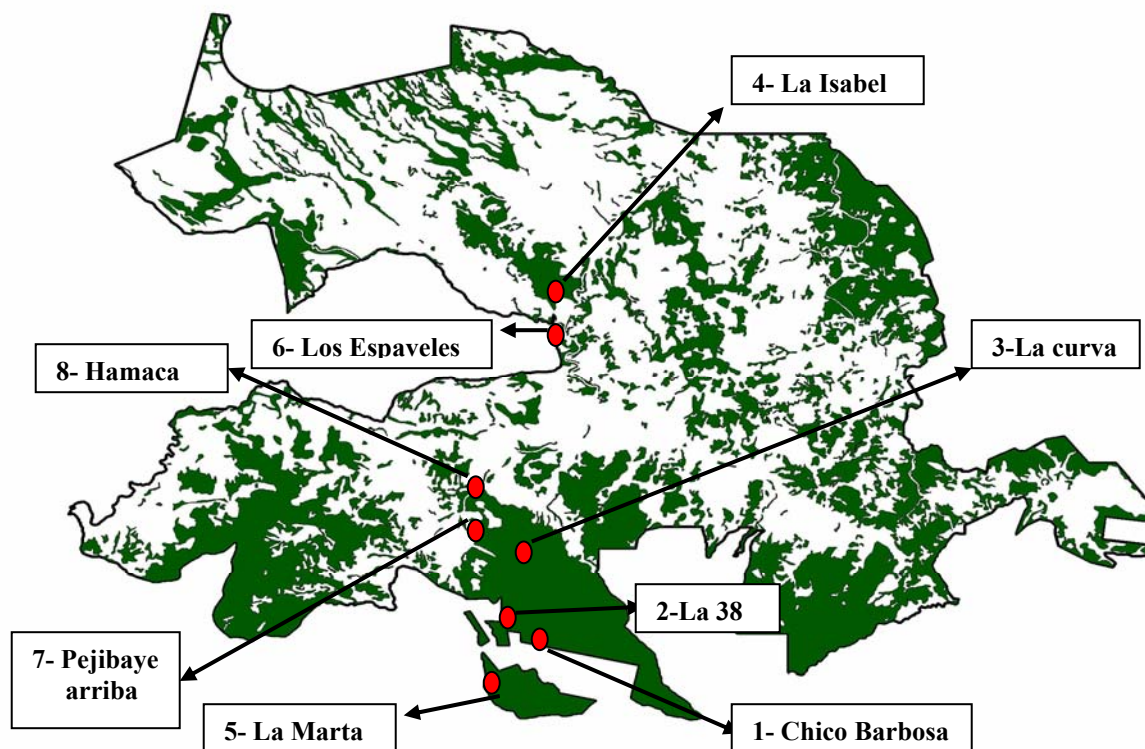 4- La Isabel
6- Los Espaveles
3-La curva
8- Hamaca
2-La 38
7- Pejibaye
arriba
5- La Marta
1- Chico Barbosa